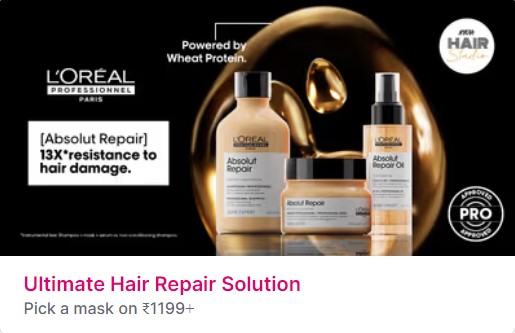 Powered by
Wheat Protein.
HAIR
Studio
L'ORÉAL
PROFESSIONNEL
PARIS
[Absolut Repair]
13X*resistance to
hair damage.
L'ORÉAL
Absolut
Repair
Absolut Repair
L'ORÉAL
Absolut
Repair Oil
APPROVED
PRO
APPROVED
Ultimate Hair Repair Solution
Pick a mask on ₹1199+